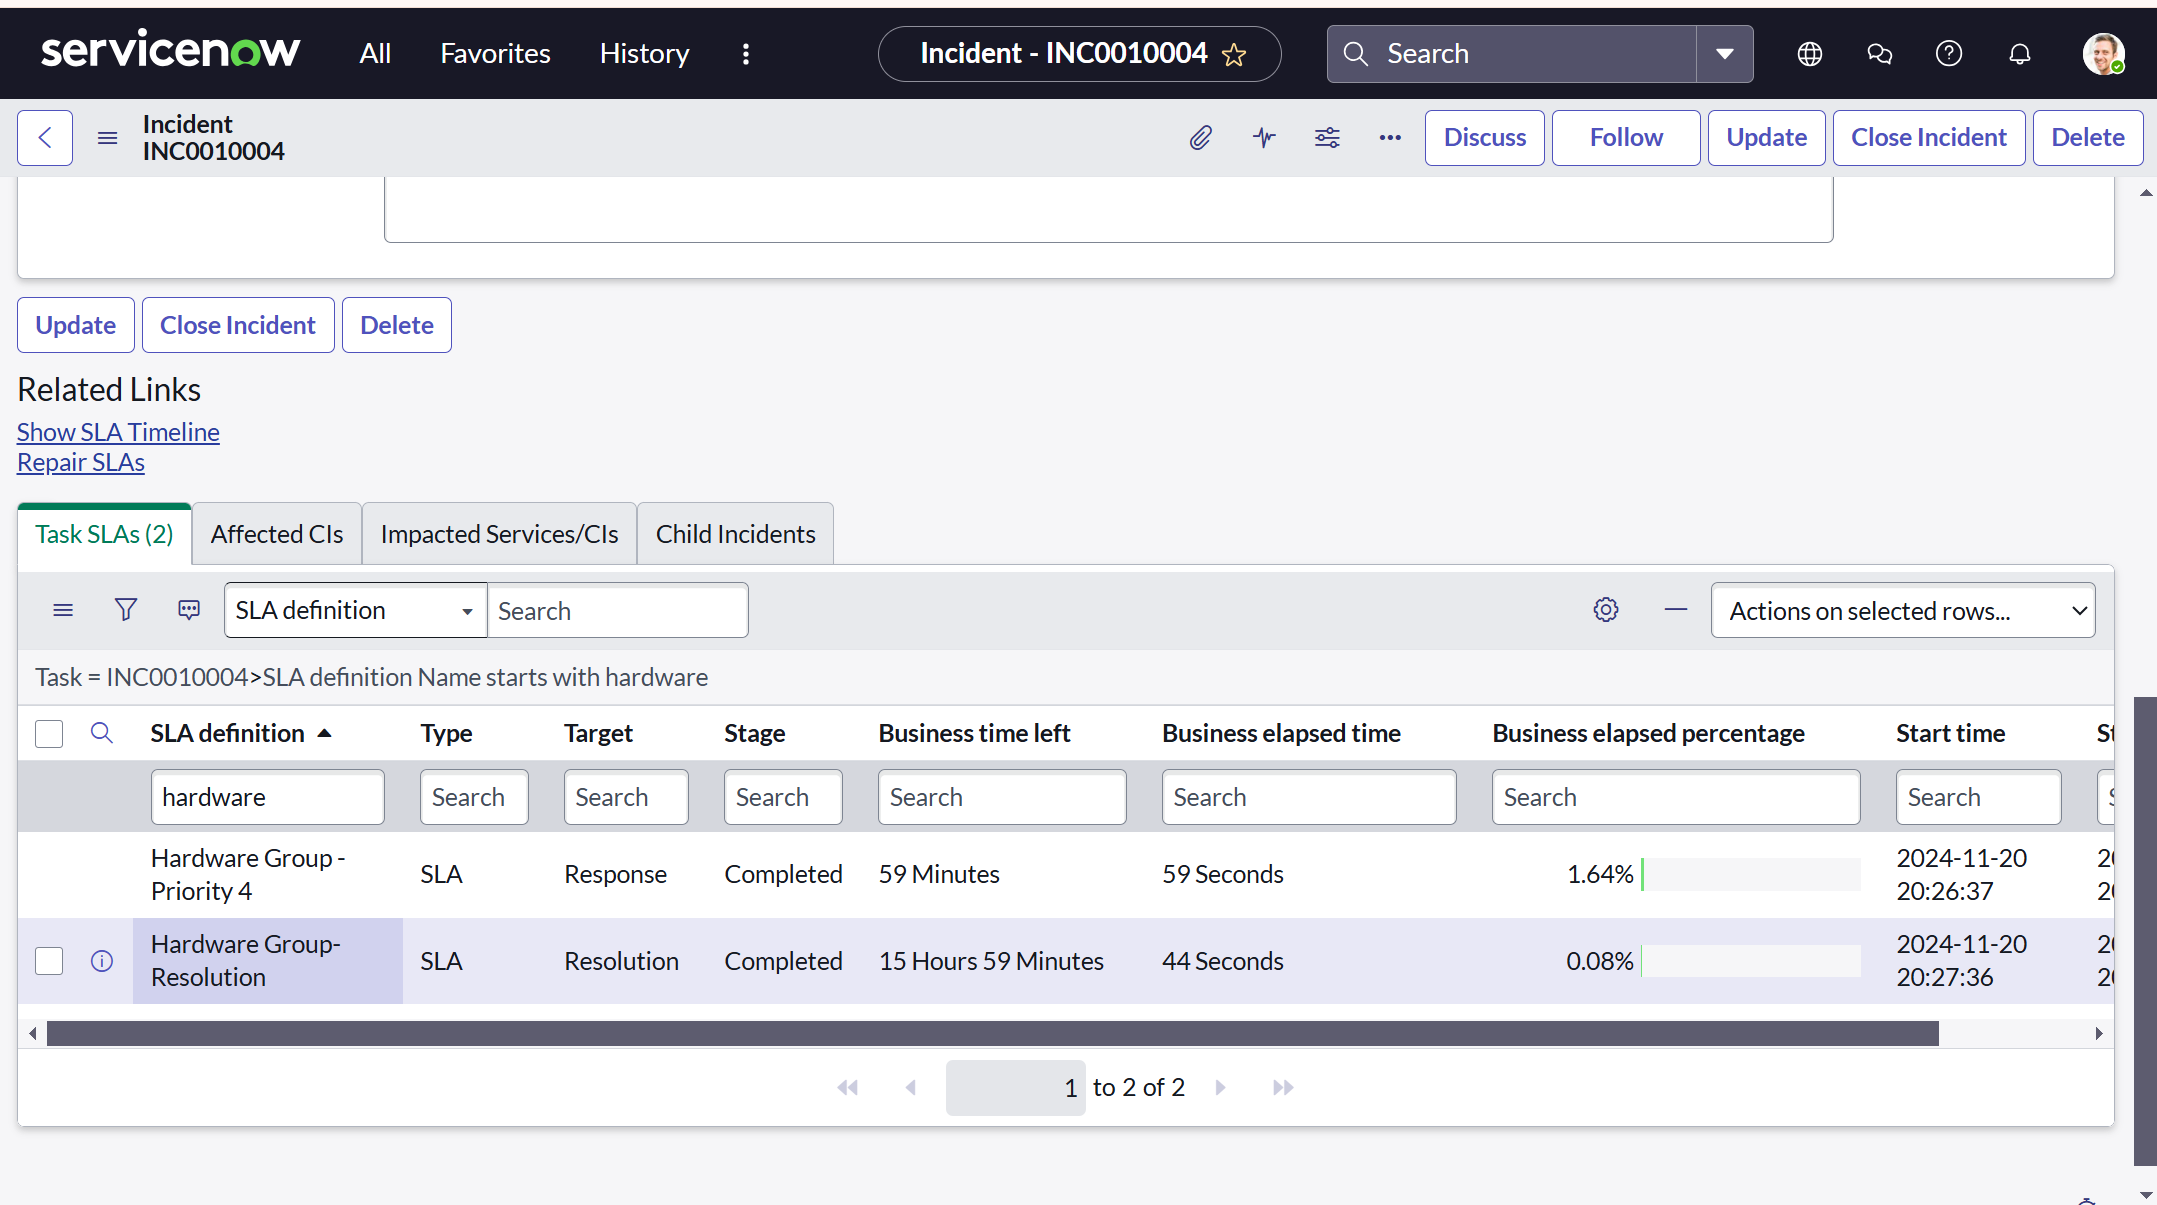 servicenow All Favorites History Incident - INC0010004 Search
Incident
INC0010004
Discuss Follow Update Close Incident Delete
Update Close Incident Delete
Related Links
Show SLA Timeline
Repair SLAs
Task SLAs (2) Affected CIs Impacted Services/CIs Child Incidents
SLA definition Search Actions on selected rows...
Task = INC0010004>SLA definition Name starts with hardware
SLA definition Type Target Stage Business time left Business elapsed time Business elapsed percentage Start time
hardware Search Search Search Search Search Search Search
Hardware Group -
Priority 4
SLA Response Completed 59 Minutes 59 Seconds 1.64%
2024-11-20
20:26:37
Hardware Group-
Resolution
SLA Resolution Completed 15 Hours 59 Minutes 44 Seconds 0.08%
2024-11-20
20:27:36
1 to 2 of 2